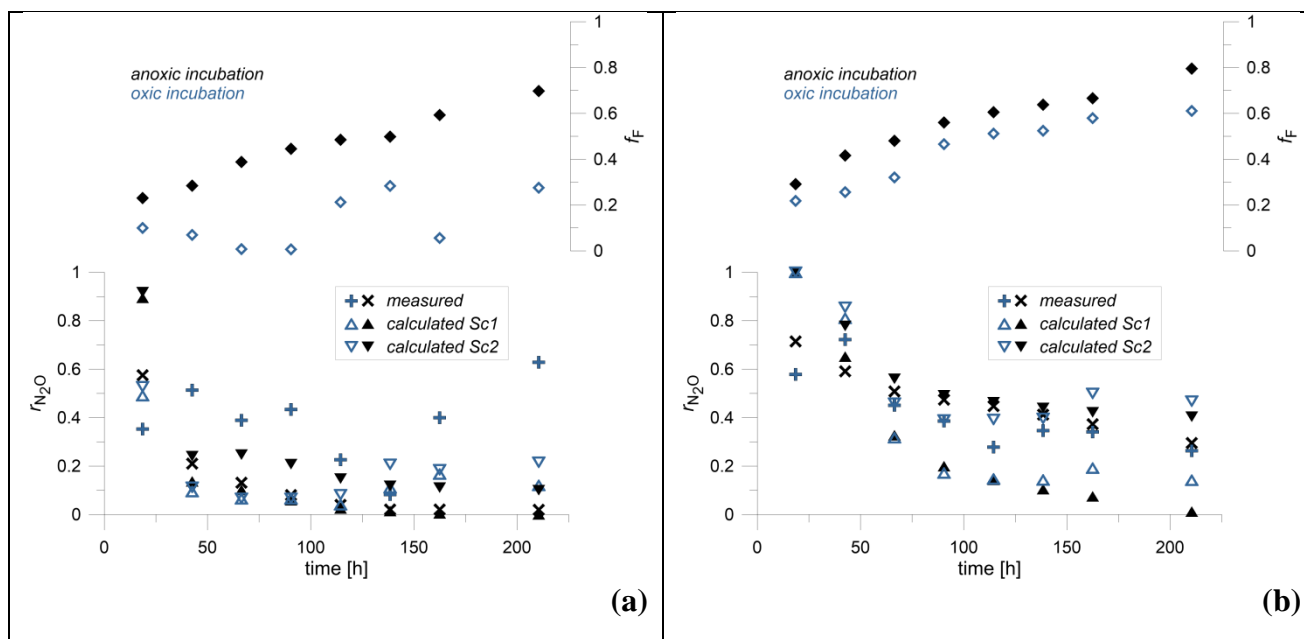 1
anoxic incubation
oxic incubation
0.8
0.6
0.4
0.2
0
f_F
1
0.8
0.6
0.4
0.2
0
r_N₂O
measured
calculated Sc1
calculated Sc2
0 50 100 150 200
time [h]
(a)
1
anoxic incubation
oxic incubation
0.8
0.6
0.4
0.2
0
f_F
1
0.8
0.6
0.4
0.2
0
r_N₂O
measured
calculated Sc1
calculated Sc2
0 50 100 150 200
time [h]
(b)